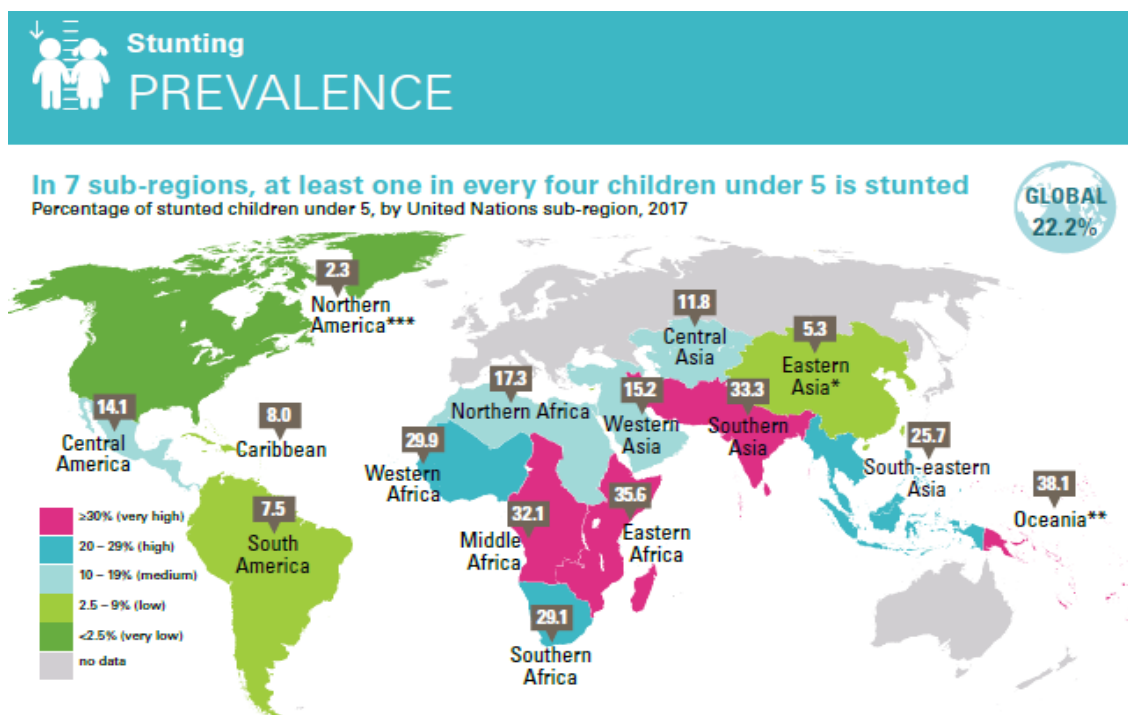 Stunting
PREVALENCE
In 7 sub-regions, at least one in every four children under 5 is stunted
Percentage of stunted children under 5, by United Nations sub-region, 2017
GLOBAL
22.2%
2.3
Northern
America***
11.8
Central
Asia
5.3
Eastern
Asia*
17.3
Northern Africa
15.2
Western
Asia
33.3
Southern
Asia
14.1
Central
America
8.0
Caribbean
29.9
Western
Africa
25.7
South-eastern
Asia
38.1
Oceania**
7.5
South
America
32.1
Middle
Africa
35.6
Eastern
Africa
29.1
Southern
Africa
≥30% (very high)
20 – 29% (high)
10 – 19% (medium)
2.5 – 9% (low)
<2.5% (very low)
no data